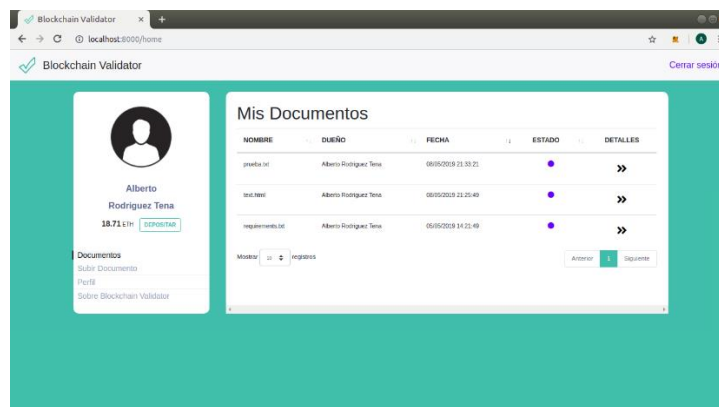 Blockchain Validator
localhost:8000/home
Blockchain Validator
Cerrar sesión
Alberto
Rodriguez Tena
18.71 ETH DEPOSITAR
Documentos
Subir Documento
Perfil
Sobre Blockchain Validator
Mis Documentos
NOMBRE DUEÑO FECHA ESTADO DETALLES
prueba.txt Alberto Rodriguez Tena 08/05/2019 21:33:21
test.html Alberto Rodriguez Tena 08/05/2019 21:25:49
requirements.txt Alberto Rodriguez Tena 05/05/2019 14:21:49
Mostrar 10 registros
Anterior 1 Siguiente